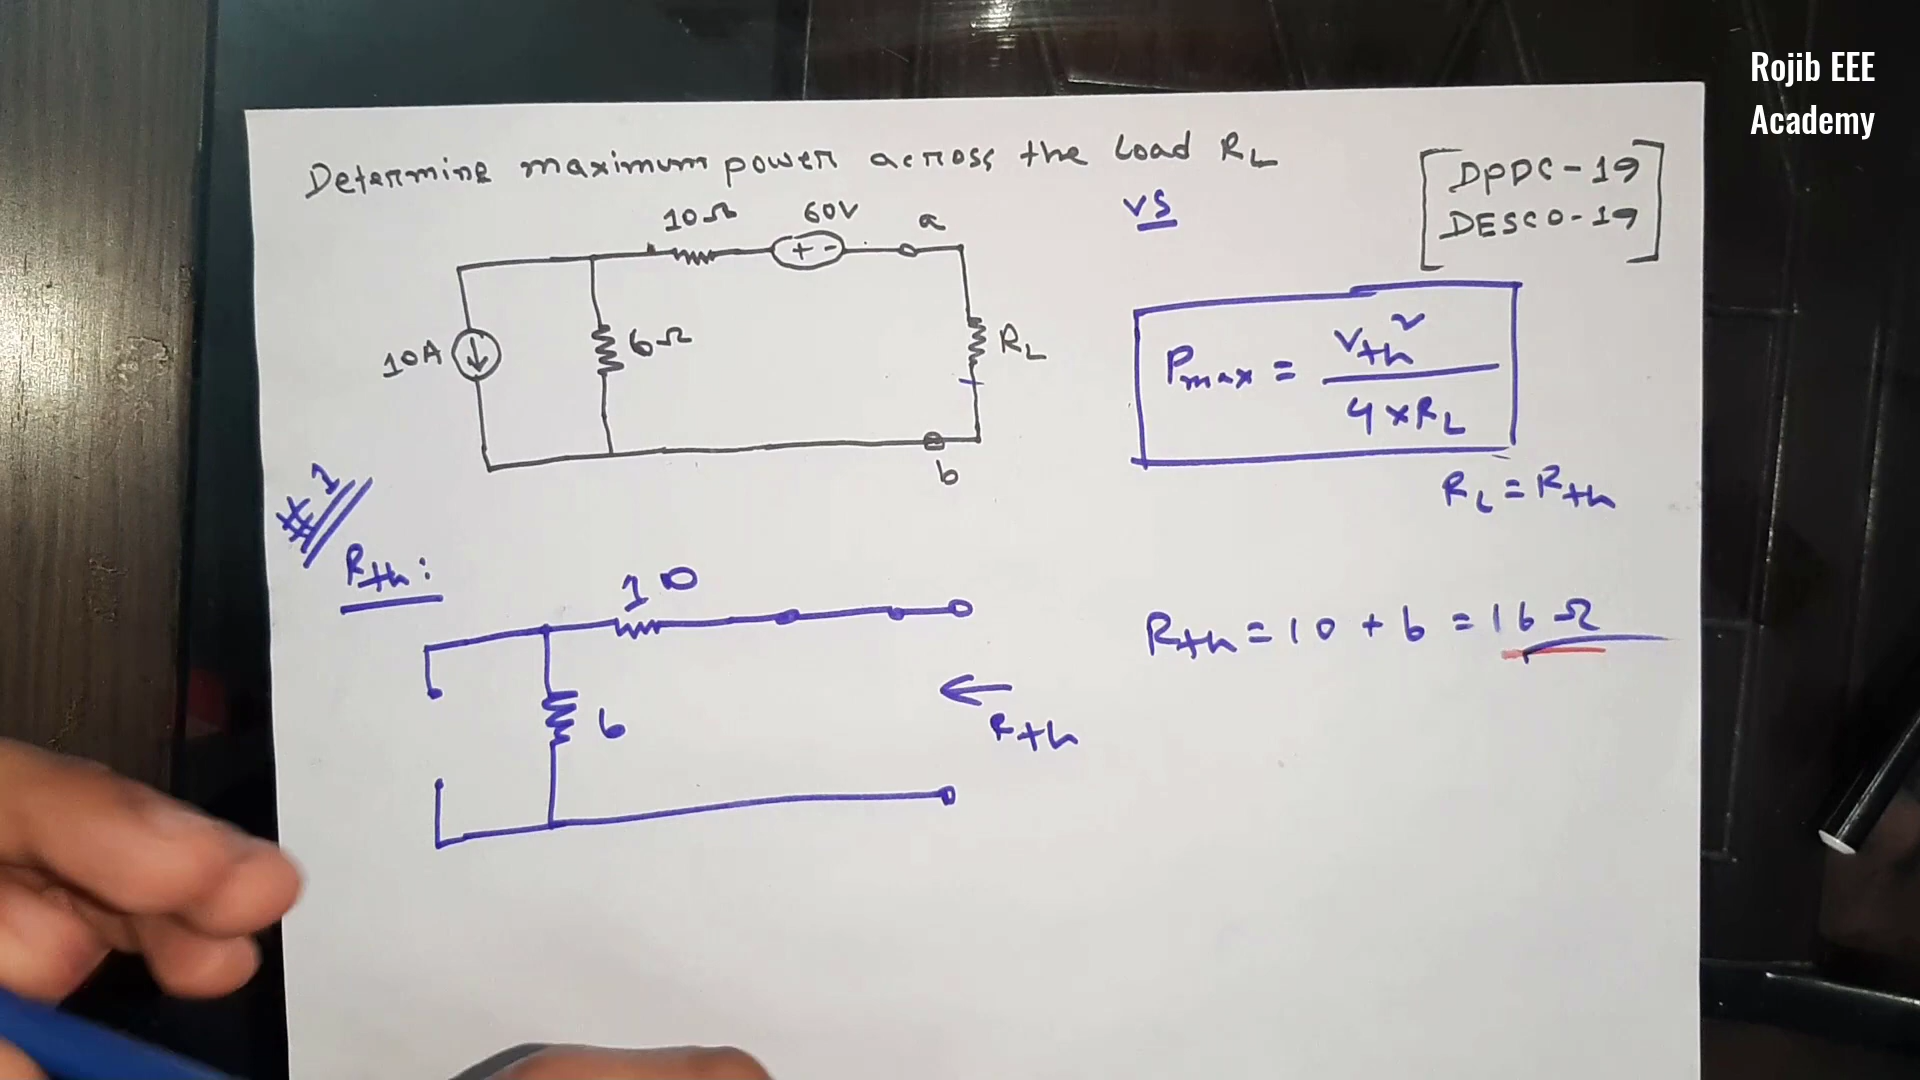 Rojib EEE
Academy
Determine maximum power across the Load RL
[DPDC-19
DESCO-19]
VS
10Ω
60V
a
+ -
10A
6Ω
RL
b
Pmax = Vth² / 4×RL
RL = Rth
#1
Rth:
10
6
Rth
Rth = 10 + 6 = 16 Ω